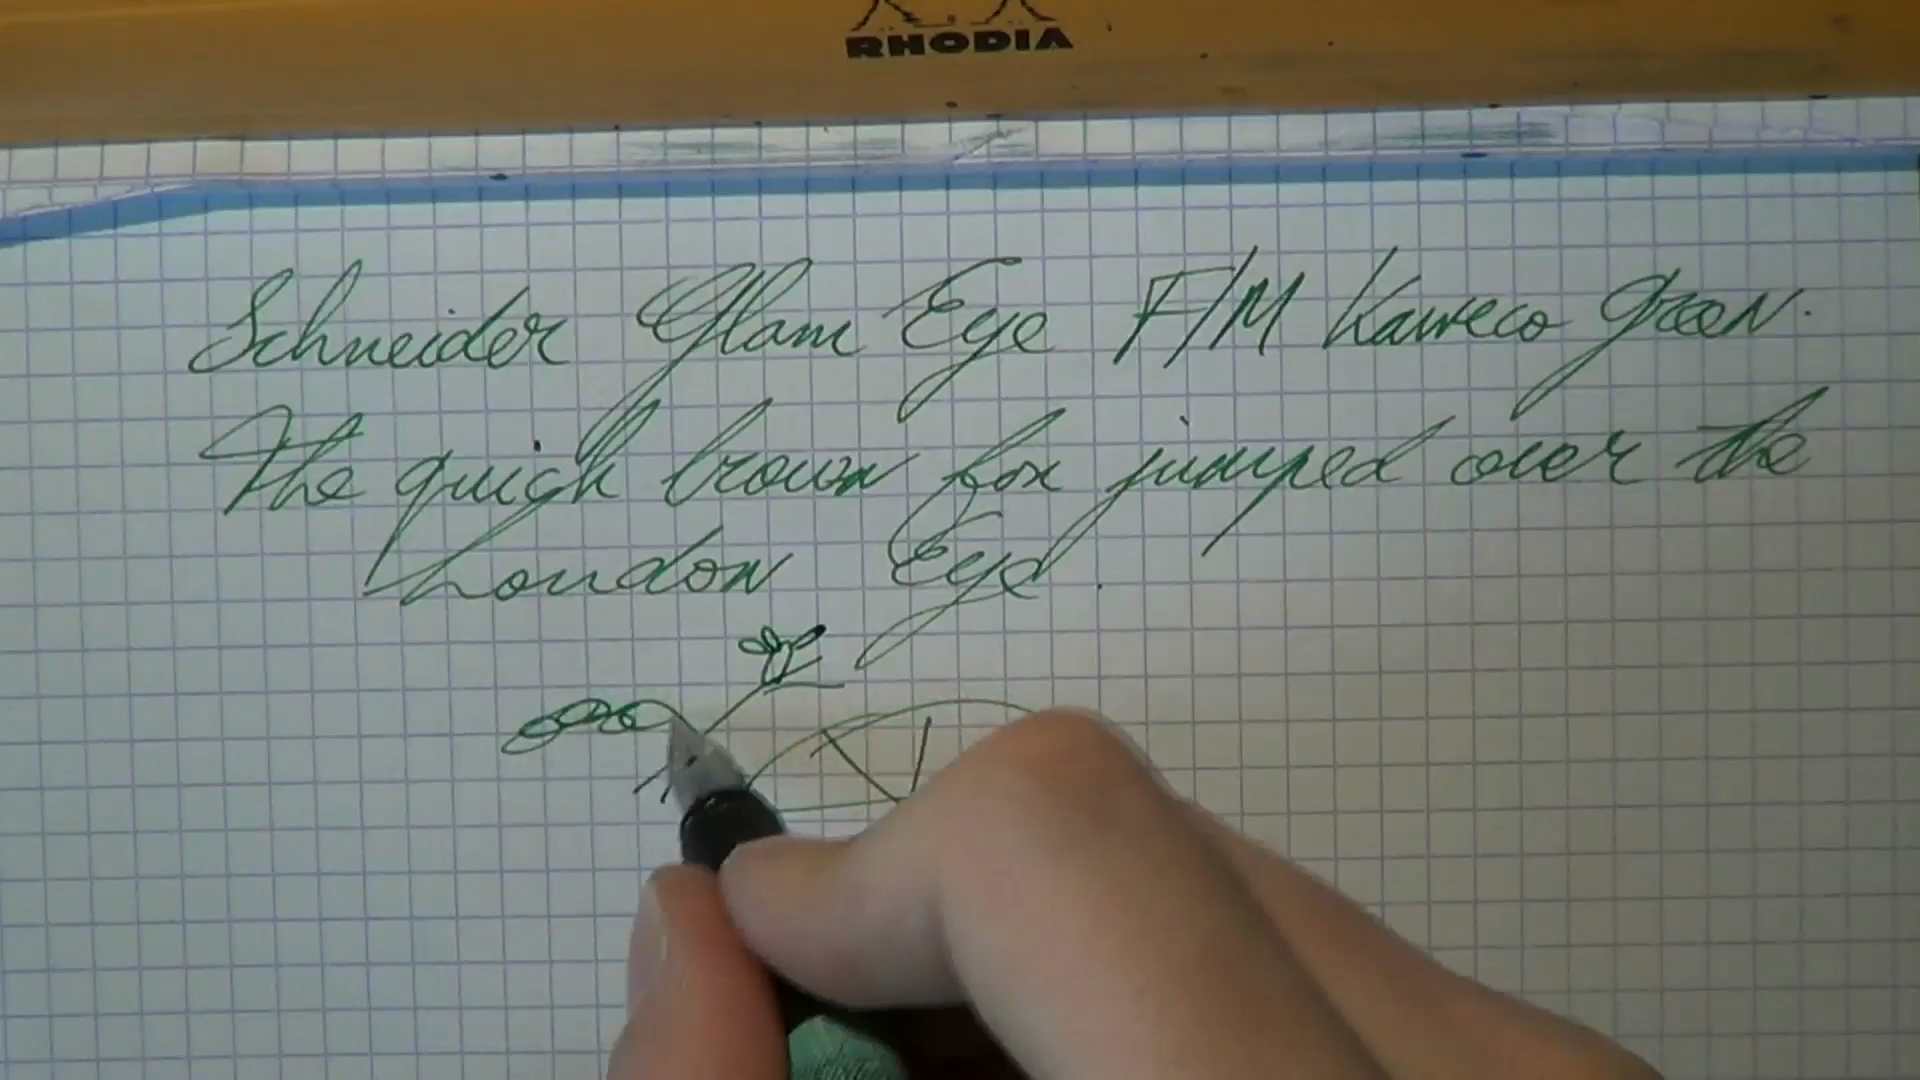 RHODIA
Schneider Glam Eye F/M Kaweco Green.
The quick brown fox jumped over the
London Eye.